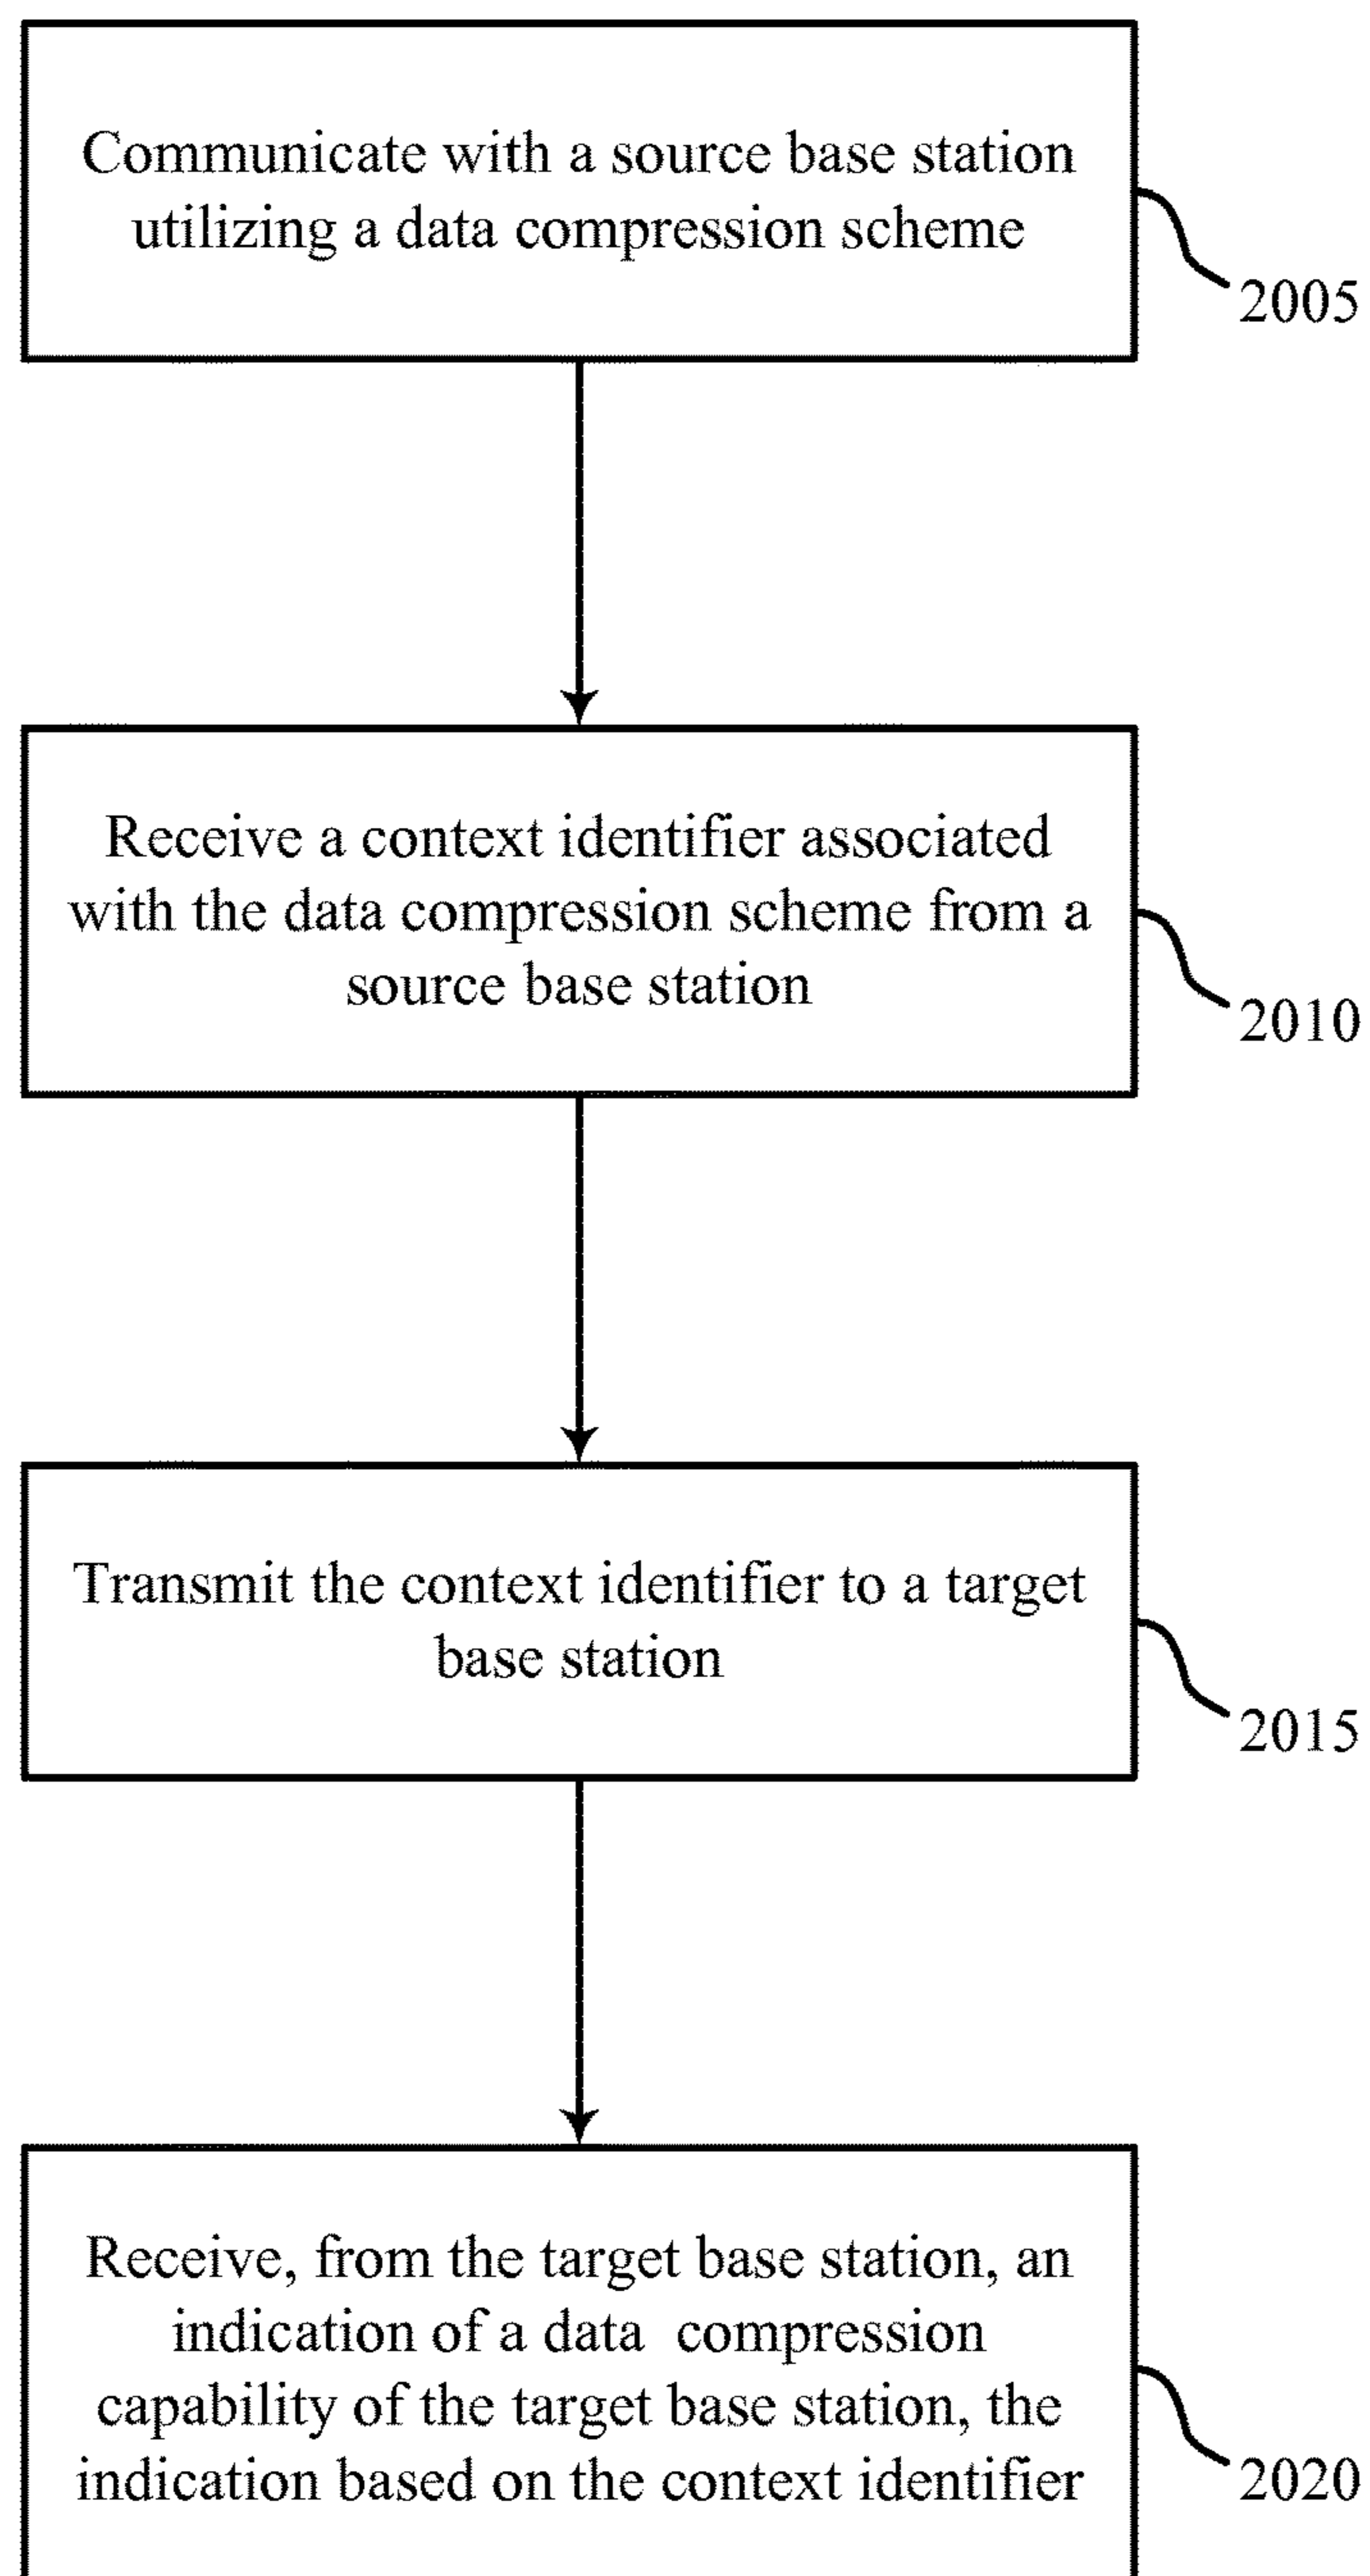 Communicate with a source base station
utilizing a data compression scheme
2005
Receive a context identifier associated
with the data compression scheme from a
source base station
2010
Transmit the context identifier to a target
base station
2015
Receive, from the target base station, an
indication of a data compression
capability of the target base station, the
indication based on the context identifier
2020